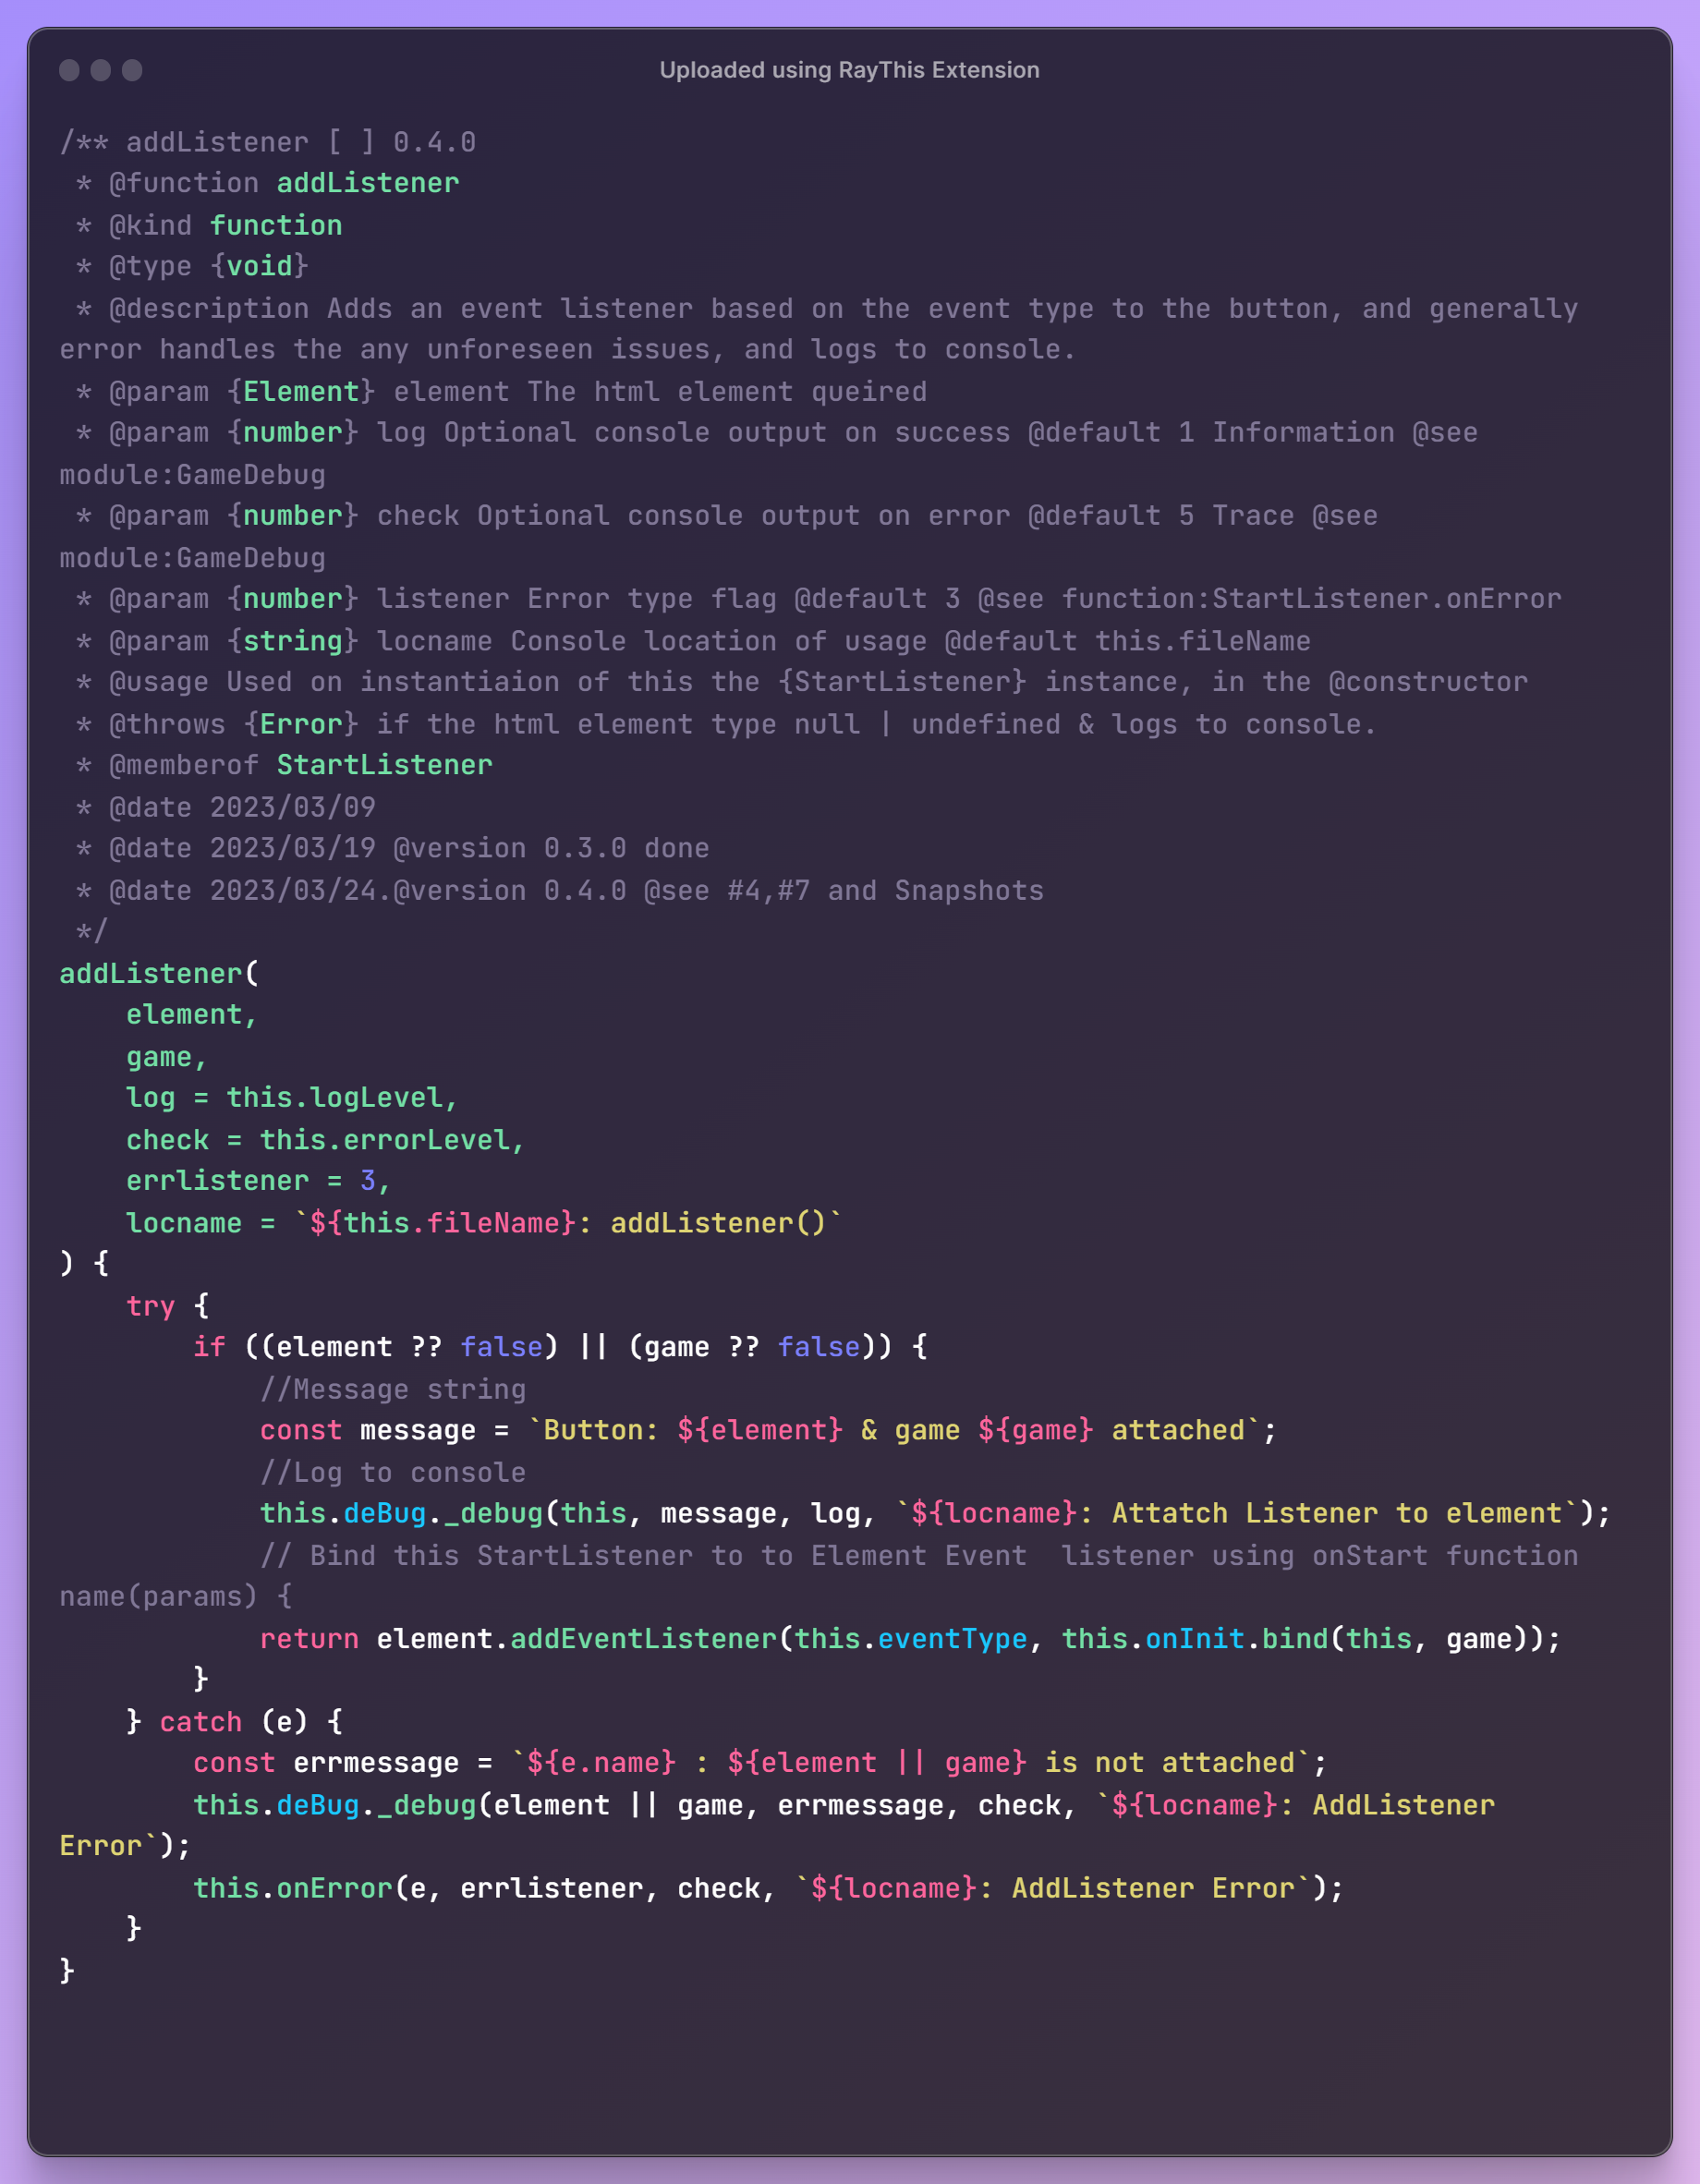 Uploaded using RayThis Extension
/** addListener [ ] 0.4.0
 * @function addListener
 * @kind function
 * @type {void}
 * @description Adds an event listener based on the event type to the button, and generally
error handles the any unforeseen issues, and logs to console.
 * @param {Element} element The html element queired
 * @param {number} log Optional console output on success @default 1 Information @see
module:GameDebug
 * @param {number} check Optional console output on error @default 5 Trace @see
module:GameDebug
 * @param {number} listener Error type flag @default 3 @see function:StartListener.onError
 * @param {string} locname Console location of usage @default this.fileName
 * @usage Used on instantiaion of this the {StartListener} instance, in the @constructor
 * @throws {Error} if the html element type null | undefined & logs to console.
 * @memberof StartListener
 * @date 2023/03/09
 * @date 2023/03/19 @version 0.3.0 done
 * @date 2023/03/24.@version 0.4.0 @see #4,#7 and Snapshots
 */
addListener(
    element,
    game,
    log = this.logLevel,
    check = this.errorLevel,
    errlistener = 3,
    locname = `${this.fileName}: addListener()`
) {
    try {
        if ((element ?? false) || (game ?? false)) {
            //Message string
            const message = `Button: ${element} & game ${game} attached`;
            //Log to console
            this.deBug._debug(this, message, log, `${locname}: Attatch Listener to element`);
            // Bind this StartListener to to Element Event  listener using onStart function
name(params) {
            return element.addEventListener(this.eventType, this.onInit.bind(this, game));
        }
    } catch (e) {
        const errmessage = `${e.name} : ${element || game} is not attached`;
        this.deBug._debug(element || game, errmessage, check, `${locname}: AddListener
Error`);
        this.onError(e, errlistener, check, `${locname}: AddListener Error`);
    }
}